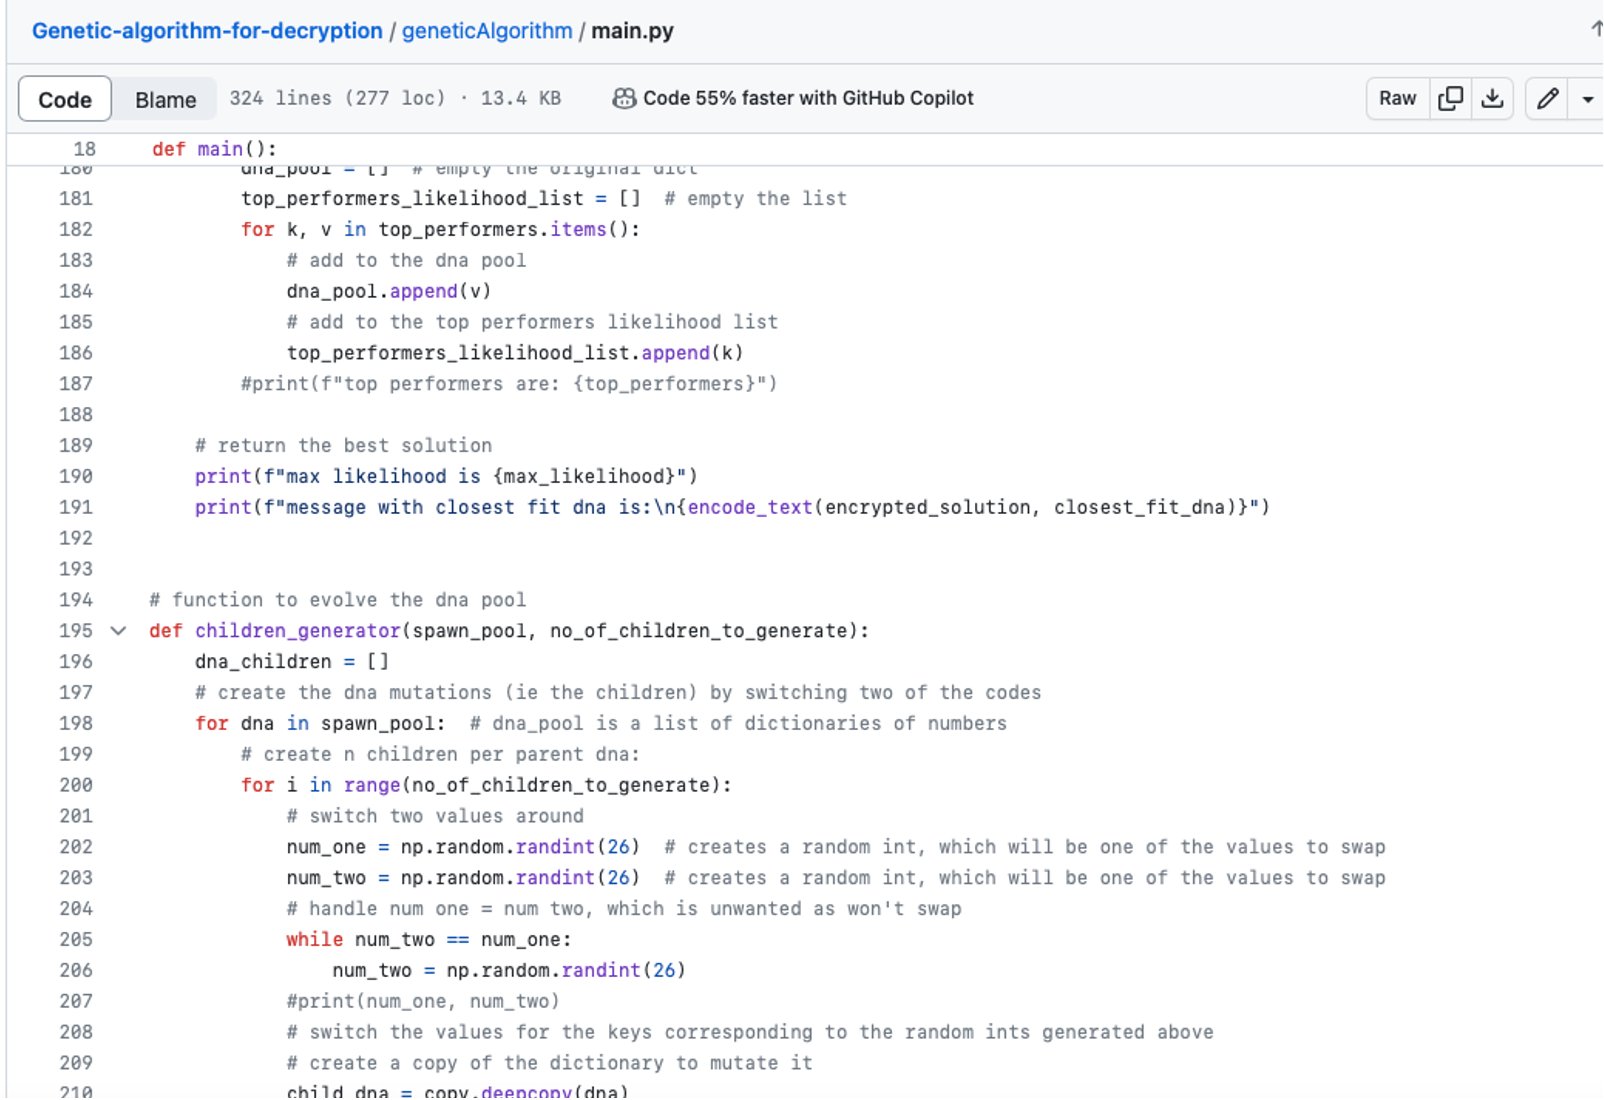 Genetic-algorithm-for-decryption / geneticAlgorithm / main.py
Code Blame 324 lines (277 loc) · 13.4 KB Code 55% faster with GitHub Copilot Raw
18 def main():
180 dna_pool = [] # empty the original dict
181 top_performers_likelihood_list = [] # empty the list
182 for k, v in top_performers.items():
183 # add to the dna pool
184 dna_pool.append(v)
185 # add to the top performers likelihood list
186 top_performers_likelihood_list.append(k)
187 #print(f"top performers are: {top_performers}")
188
189 # return the best solution
190 print(f"max likelihood is {max_likelihood}")
191 print(f"message with closest fit dna is:\n{encode_text(encrypted_solution, closest_fit_dna)}")
192
193
194 # function to evolve the dna pool
195 def children_generator(spawn_pool, no_of_children_to_generate):
196 dna_children = []
197 # create the dna mutations (ie the children) by switching two of the codes
198 for dna in spawn_pool: # dna_pool is a list of dictionaries of numbers
199 # create n children per parent dna:
200 for i in range(no_of_children_to_generate):
201 # switch two values around
202 num_one = np.random.randint(26) # creates a random int, which will be one of the values to swap
203 num_two = np.random.randint(26) # creates a random int, which will be one of the values to swap
204 # handle num one = num two, which is unwanted as won't swap
205 while num_two == num_one:
206 num_two = np.random.randint(26)
207 #print(num_one, num_two)
208 # switch the values for the keys corresponding to the random ints generated above
209 # create a copy of the dictionary to mutate it
210 child_dna = copy.deepcopy(dna)